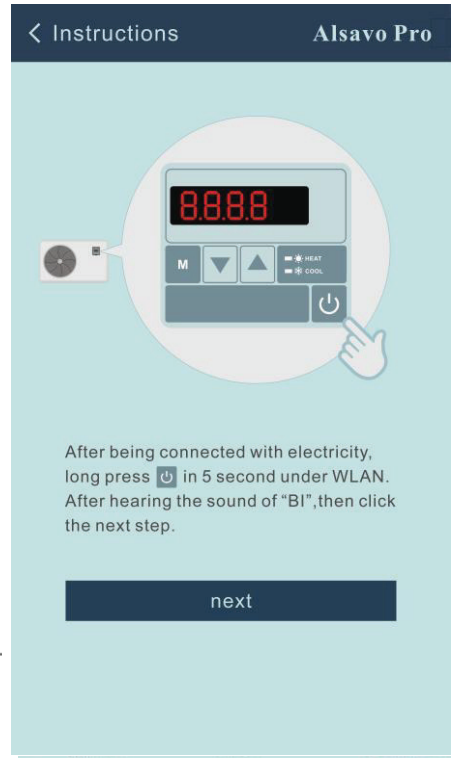 Instructions
Alsavo Pro
8.8.8.8
M
HEAT
COOL
After being connected with electricity,
long press in 5 second under WLAN.
After hearing the sound of “BI”,then click
the next step.
next